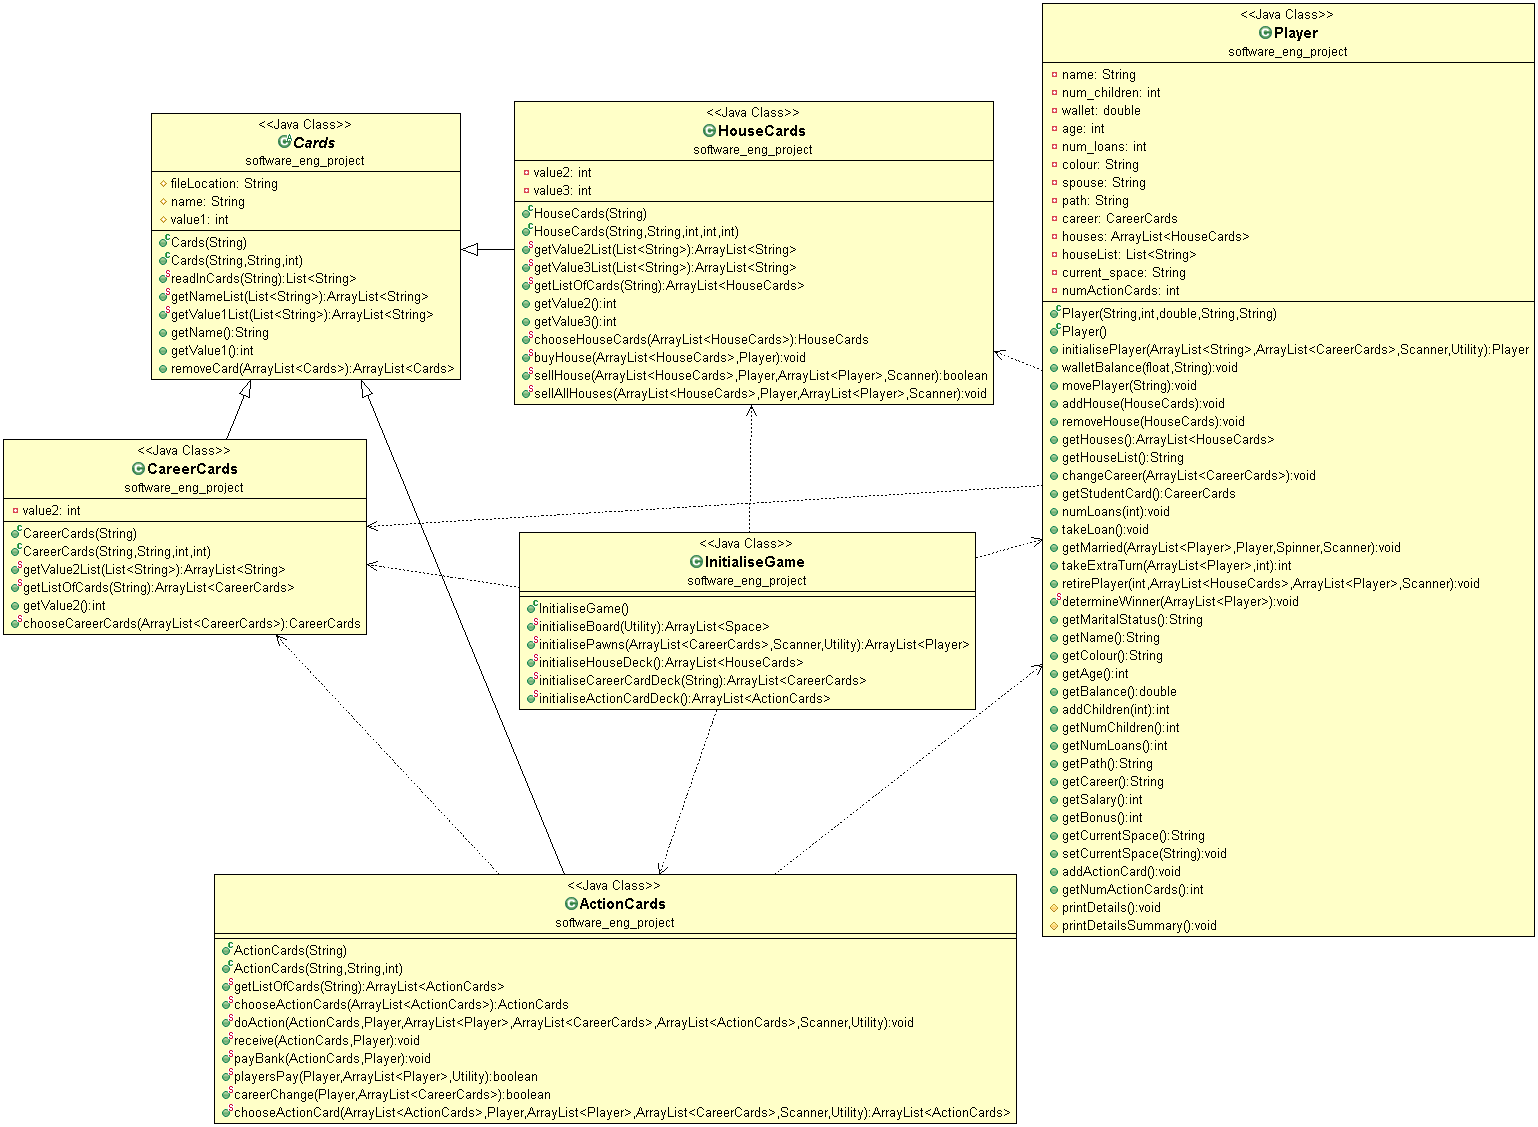 <<Java Class>>
Cards
software_eng_project
fileLocation: String
name: String
value1: int
Cards(String)
Cards(String,String,int)
readInCards(String):List<String>
getNameList(List<String>):ArrayList<String>
getValue1List(List<String>):ArrayList<String>
getName():String
getValue1():int
removeCard(ArrayList<Cards>):ArrayList<Cards>
<<Java Class>>
HouseCards
software_eng_project
value2: int
value3: int
HouseCards(String)
HouseCards(String,String,int,int,int)
getValue2List(List<String>):ArrayList<String>
getValue3List(List<String>):ArrayList<String>
getListOfCards(String):ArrayList<HouseCards>
getValue2():int
getValue3():int
chooseHouseCards(ArrayList<HouseCards>):HouseCards
buyHouse(ArrayList<HouseCards>,Player):void
sellHouse(ArrayList<HouseCards>,Player,ArrayList<Player>,Scanner):boolean
sellAllHouses(ArrayList<HouseCards>,Player,ArrayList<Player>,Scanner):void
<<Java Class>>
Player
software_eng_project
name: String
num_children: int
wallet: double
age: int
num_loans: int
colour: String
spouse: String
path: String
career: CareerCards
houses: ArrayList<HouseCards>
houseList: List<String>
current_space: String
numActionCards: int
Player(String,int,double,String,String)
Player()
initialisePlayer(ArrayList<String>,ArrayList<CareerCards>,Scanner,Utility):Player
walletBalance(float,String):void
movePlayer(String):void
addHouse(HouseCards):void
removeHouse(HouseCards):void
getHouses():ArrayList<HouseCards>
getHouseList():String
changeCareer(ArrayList<CareerCards>):void
getStudentCard():CareerCards
numLoans(int):void
takeLoan():void
getMarried(ArrayList<Player>,Player,Spinner,Scanner):void
takeExtraTurn(ArrayList<Player>,int):int
retirePlayer(int,ArrayList<HouseCards>,ArrayList<Player>,Scanner):void
determineWinner(ArrayList<Player>):void
getMaritalStatus():String
getName():String
getColour():String
getAge():int
getBalance():double
addChildren(int):int
getNumChildren():int
getNumLoans():int
getPath():String
getCareer():String
getSalary():int
getBonus():int
getCurrentSpace():String
setCurrentSpace(String):void
addActionCard():void
getNumActionCards():int
printDetails():void
printDetailsSummary():void
<<Java Class>>
CareerCards
software_eng_project
value2: int
CareerCards(String)
CareerCards(String,String,int,int)
getValue2List(List<String>):ArrayList<String>
getListOfCards(String):ArrayList<CareerCards>
getValue2():int
chooseCareerCards(ArrayList<CareerCards>):CareerCards
<<Java Class>>
InitialiseGame
software_eng_project
InitialiseGame()
initialiseBoard(Utility):ArrayList<Space>
initialisePawns(ArrayList<CareerCards>,Scanner,Utility):ArrayList<Player>
initialiseHouseDeck():ArrayList<HouseCards>
initialiseCareerCardDeck(String):ArrayList<CareerCards>
initialiseActionCardDeck():ArrayList<ActionCards>
<<Java Class>>
ActionCards
software_eng_project
ActionCards(String)
ActionCards(String,String,int)
getListOfCards(String):ArrayList<ActionCards>
chooseActionCards(ArrayList<ActionCards>):ActionCards
doAction(ActionCards,Player,ArrayList<Player>,ArrayList<CareerCards>,ArrayList<ActionCards>,Scanner,Utility):void
receive(ActionCards,Player):void
payBank(ActionCards,Player):void
playersPay(Player,ArrayList<Player>,Utility):boolean
careerChange(Player,ArrayList<CareerCards>):boolean
chooseActionCard(ArrayList<ActionCards>,Player,ArrayList<Player>,ArrayList<CareerCards>,Scanner,Utility):ArrayList<ActionCards>